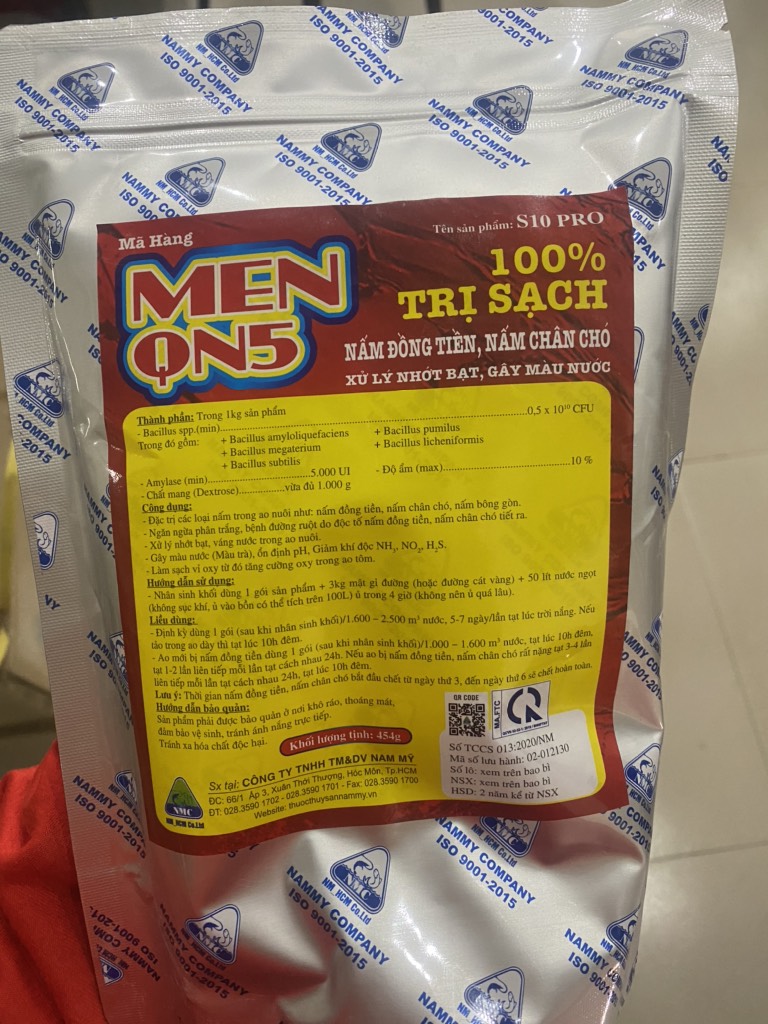 NAMMY COMPANY
ISO 9001-2015
NMC
NM_HCM Co.Ltd
Mã Hàng
MEN
QN5
Tên sản phẩm: S10 PRO
100%
TRỊ SẠCH
NẤM ĐỒNG TIỀN, NẤM CHÂN CHÓ
XỬ LÝ NHỚT BẠT, GÂY MÀU NƯỚC
Thành phần: Trong 1kg sản phẩm
- Bacillus spp.(min)..........0,5 x 10¹⁰ CFU
Trong đó gồm: + Bacillus amyloliquefaciens + Bacillus pumilus
+ Bacillus megaterium + Bacillus licheniformis
+ Bacillus subtilis
- Amylase (min)..........5.000 UI - Độ ẩm (max)..........10 %
- Chất mang (Dextrose)..........vừa đủ 1.000 g
Công dụng:
- Đặc trị các loại nấm trong ao nuôi như: nấm đồng tiền, nấm chân chó, nấm bông gòn.
- Ngăn ngừa phân trắng, bệnh đường ruột do độc tố nấm đồng tiền, nấm chân chó tiết ra.
- Xử lý nhớt bạt, váng nước trong ao nuôi.
- Gây màu nước (Màu trà), ổn định pH, Giảm khí độc NH₃, NO₂, H₂S.
- Làm sạch vi oxy từ đó tăng cường oxy trong ao tôm.
Hướng dẫn sử dụng:
- Nhân sinh khối dùng 1 gói sản phẩm + 3kg mật gỉ đường (hoặc đường cát vàng) + 50 lít nước ngọt
(không sục khí, ủ vào bồn có thể tích trên 100L) ủ trong 4 giờ (không nên ủ quá lâu).
Liều dùng:
- Định kỳ dùng 1 gói (sau khi nhân sinh khối)/1.600 – 2.500 m³ nước, 5-7 ngày/lần tạt lúc trời nắng. Nếu
tảo trong ao dày thì tạt lúc 10h đêm.
- Ao mới bị nấm đồng tiền dùng 1 gói (sau khi nhân sinh khối)/1.000 – 1.600 m³ nước, tạt lúc 10h đêm,
tạt 1-2 lần liên tiếp mỗi lần tạt cách nhau 24h. Nếu ao bị nấm đồng tiền, nấm chân chó rất nặng tạt 3-4 lần
liên tiếp mỗi lần tạt cách nhau 24h, tạt lúc 10h đêm.
Lưu ý: Thời gian nấm đồng tiền, nấm chân chó bắt đầu chết từ ngày thứ 3, đến ngày thứ 6 sẽ chết hoàn toàn.
Hướng dẫn bảo quản:
Sản phẩm phải được bảo quản ở nơi khô ráo, thoáng mát,
đảm bảo vệ sinh, tránh ánh nắng trực tiếp.
Tránh xa hóa chất độc hại.
Khối lượng tịnh: 454g
QR CODE
MA.FTC
Số TCCS 013:2020/NM
Mã số lưu hành: 02-012130
Số lô: xem trên bao bì
NSX: xem trên bao bì
HSD: 2 năm kể từ NSX
Sx tại: CÔNG TY TNHH TM&DV NAM MỸ
ĐC: 66/1 Ấp 3, Xuân Thới Thượng, Hóc Môn, Tp.HCM
ĐT: 028.3590 1702 - 028.3590 1701 - Fax: 028.3590 1700
Website: thuocthuysannammy.vn
NMC
NM_HCM Co.Ltd